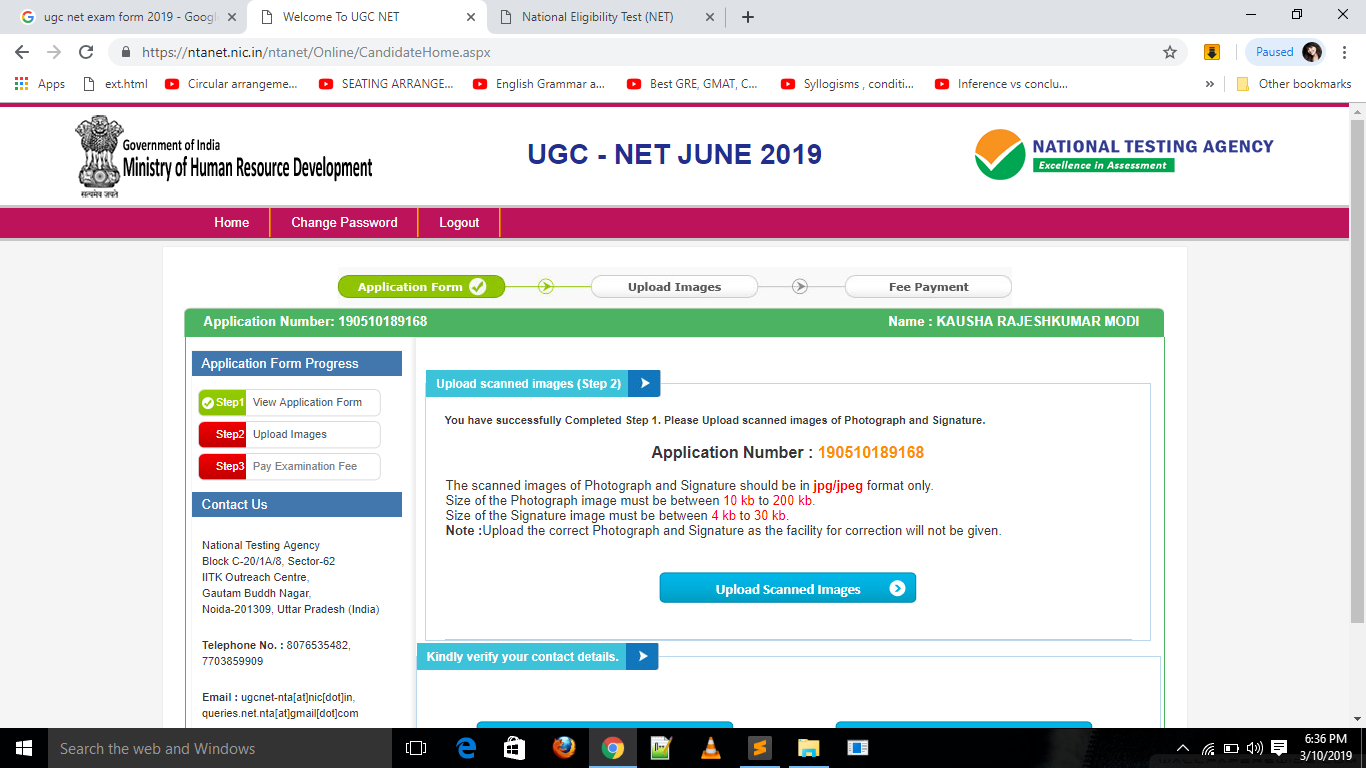 ugc net exam form 2019 - Googl
Welcome To UGC NET
National Eligibility Test (NET)
https://ntanet.nic.in/ntanet/Online/CandidateHome.aspx
Paused
Apps
ext.html
Circular arrangeme...
SEATING ARRANGE...
English Grammar a...
Best GRE, GMAT, C...
Syllogisms , conditi...
Inference vs conclu...
»
Other bookmarks
Government of India
Ministry of Human Resource Development
सत्यमेव जयते
UGC - NET JUNE 2019
NATIONAL TESTING AGENCY
Excellence in Assessment
Home
Change Password
Logout
Application Form
Upload Images
Fee Payment
Application Number: 190510189168
Name : KAUSHA RAJESHKUMAR MODI
Application Form Progress
Step1 View Application Form
Step2 Upload Images
Step3 Pay Examination Fee
Contact Us
National Testing Agency
Block C-20/1A/8, Sector-62
IITK Outreach Centre,
Gautam Buddh Nagar,
Noida-201309, Uttar Pradesh (India)
Telephone No. : 8076535482,
7703859909
Email : ugcnet-nta[at]nic[dot]in,
queries.net.nta[at]gmail[dot]com
Upload scanned images (Step 2)
You have successfully Completed Step 1. Please Upload scanned images of Photograph and Signature.
Application Number : 190510189168
The scanned images of Photograph and Signature should be in jpg/jpeg format only.
Size of the Photograph image must be between 10 kb to 200 kb.
Size of the Signature image must be between 4 kb to 30 kb.
Note :Upload the correct Photograph and Signature as the facility for correction will not be given.
Upload Scanned Images
Kindly verify your contact details.
Search the web and Windows
6:36 PM
3/10/2019